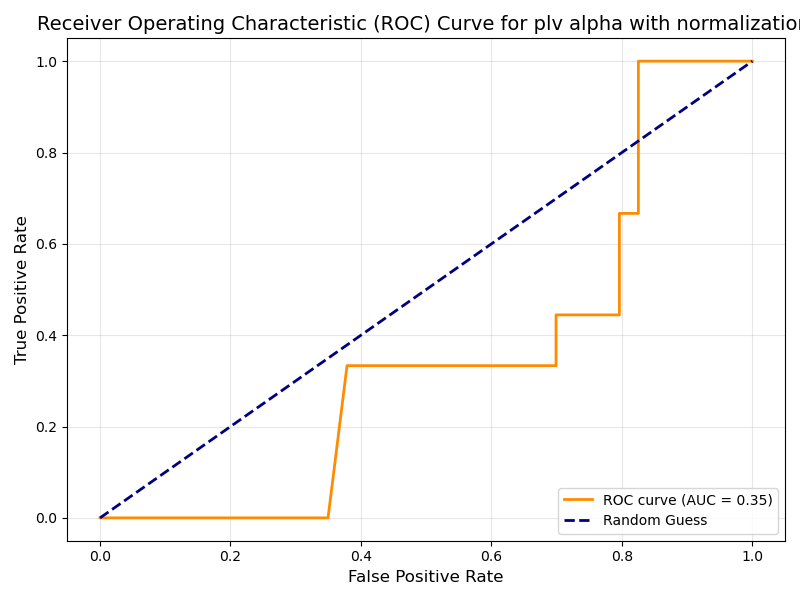 Receiver Operating Characteristic (ROC) Curve for plv alpha with normalization
1.0
0.8
0.6
0.4
0.2
0.0
True Positive Rate
0.0 0.2 0.4 0.6 0.8 1.0
False Positive Rate
ROC curve (AUC = 0.35)
Random Guess